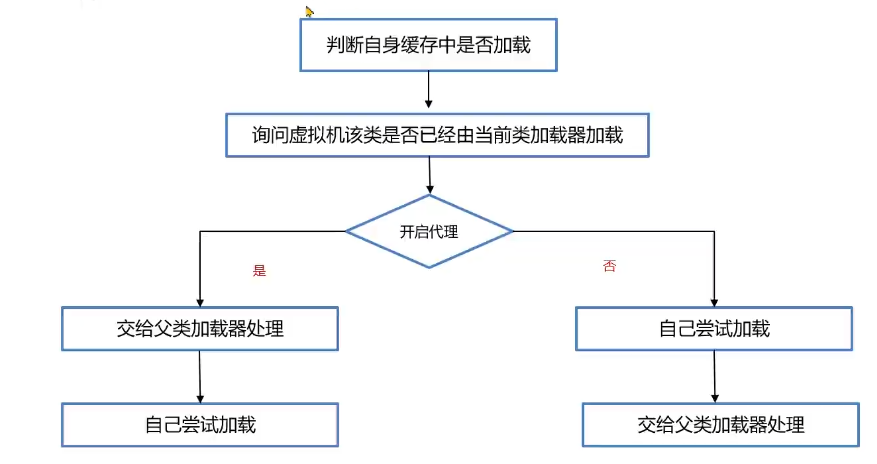 判断自身缓存中是否加载
询问虚拟机该类是否已经由当前类加载器加载
开启代理
是
否
交给父类加载器处理
自己尝试加载
自己尝试加载
交给父类加载器处理